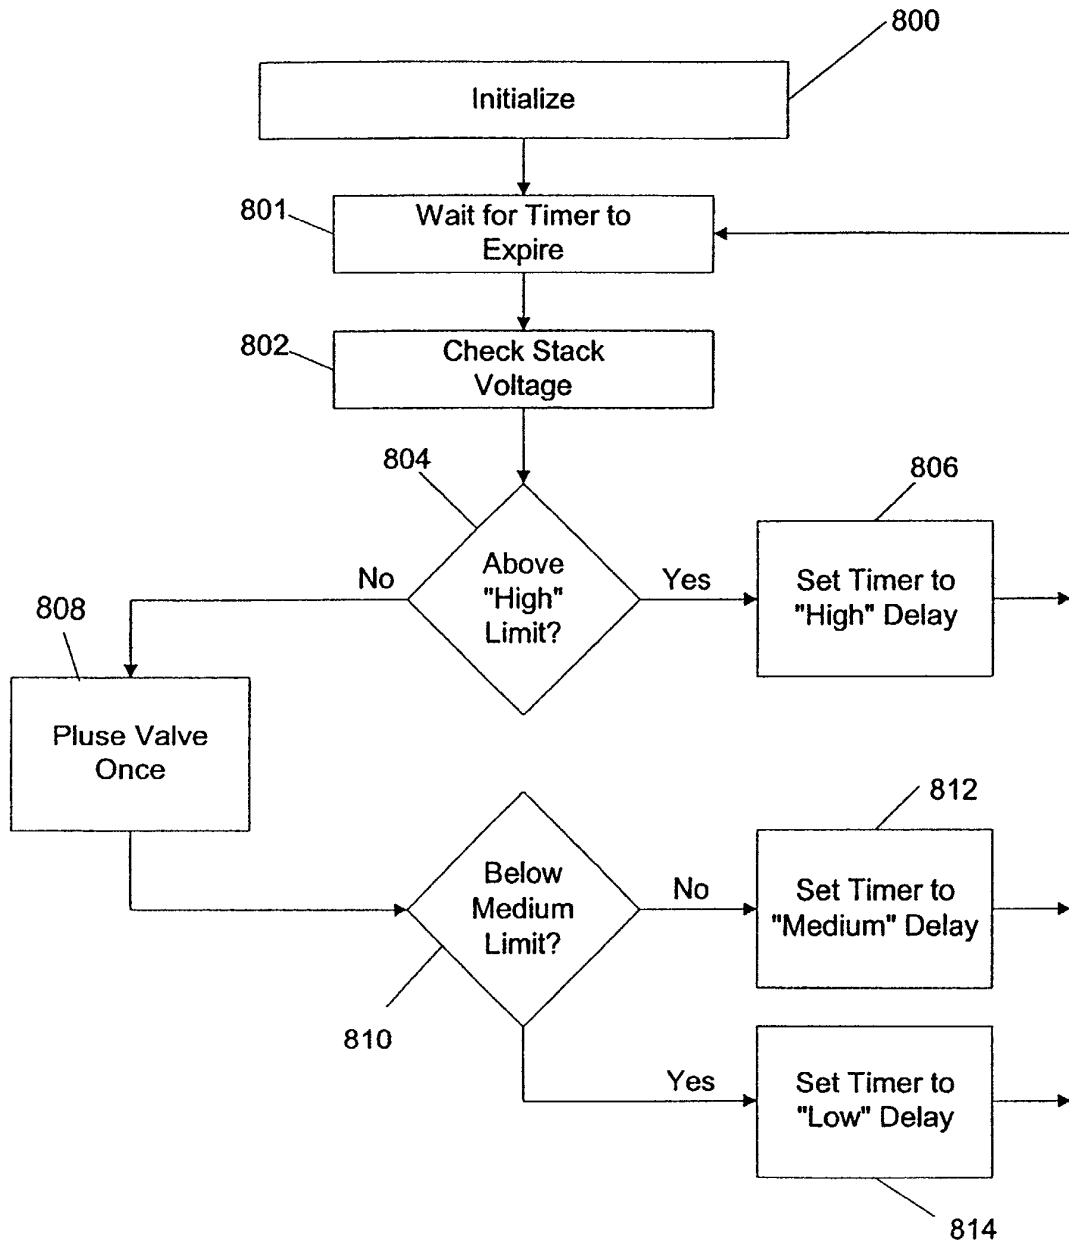 800
Initialize
801
Wait for Timer to
Expire
802
Check Stack
Voltage
804
Above
"High"
Limit?
No
Yes
806
Set Timer to
"High" Delay
808
Pluse Valve
Once
810
Below
Medium
Limit?
No
812
Set Timer to
"Medium" Delay
Yes
Set Timer to
"Low" Delay
814